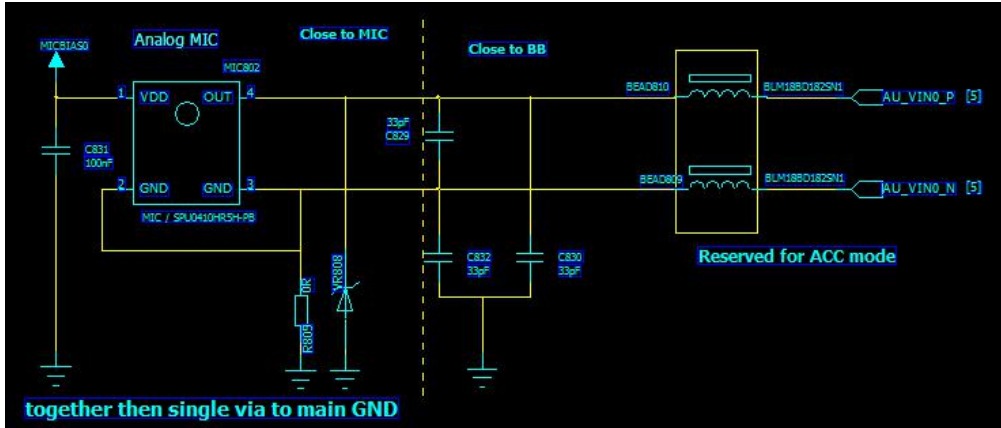 MICBIAS0
Analog MIC
Close to MIC
Close to BB
MIC802
1 VDD OUT 4
BEAD810
BLM18BD182SN1
AU_VIN0_P [5]
33pF
C829
C831
100nF
2 GND GND 3
BEAD809
BLM18BD182SN1
AU_VIN0_N [5]
MIC / SPU0410HR5H-PB
C832
33pF
C830
33pF
Reserved for ACC mode
0R
R805
VR808
together then single via to main GND